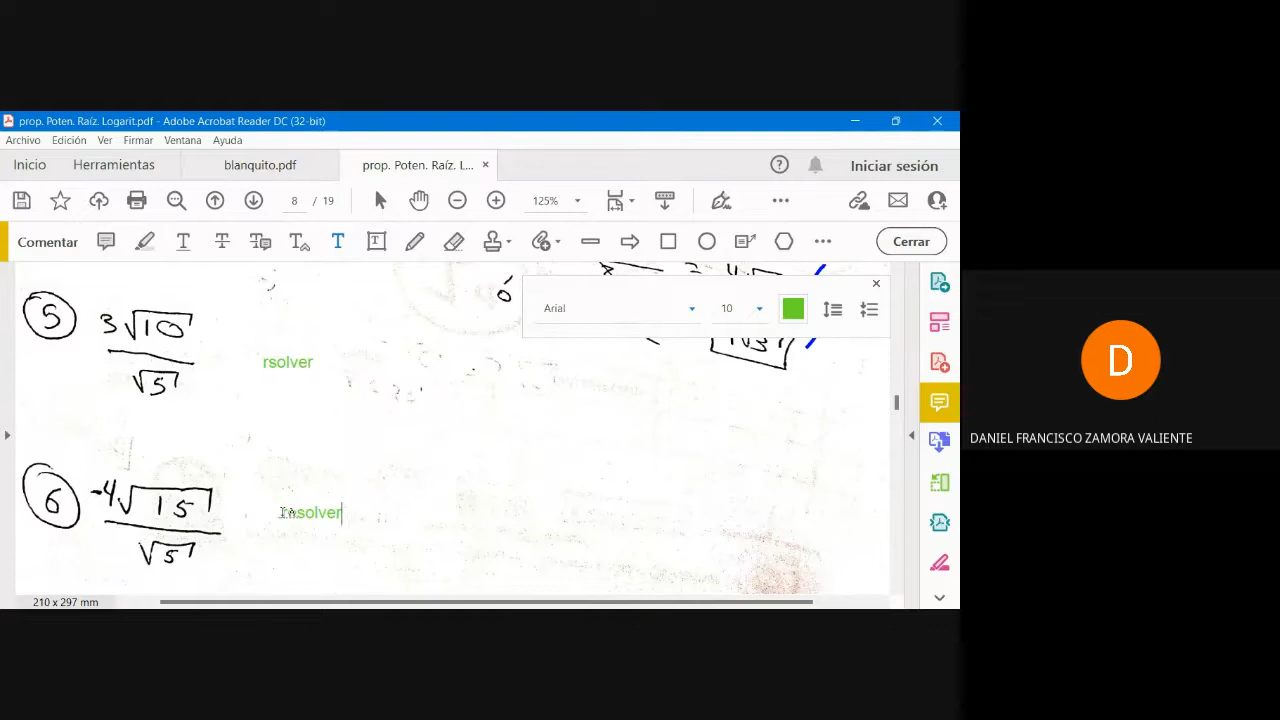 prop. Poten. Raíz. Logarit.pdf - Adobe Acrobat Reader DC (32-bit)
Archivo Edición Ver Firmar Ventana Ayuda
Inicio Herramientas blanquito.pdf prop. Poten. Raíz. L... × Iniciar sesión
8 / 19 125%
Comentar Cerrar
Arial 10
ó
5 3√10
√5
rsolver
6 -4√15
√5
solver
210 x 297 mm
D
DANIEL FRANCISCO ZAMORA VALIENTE